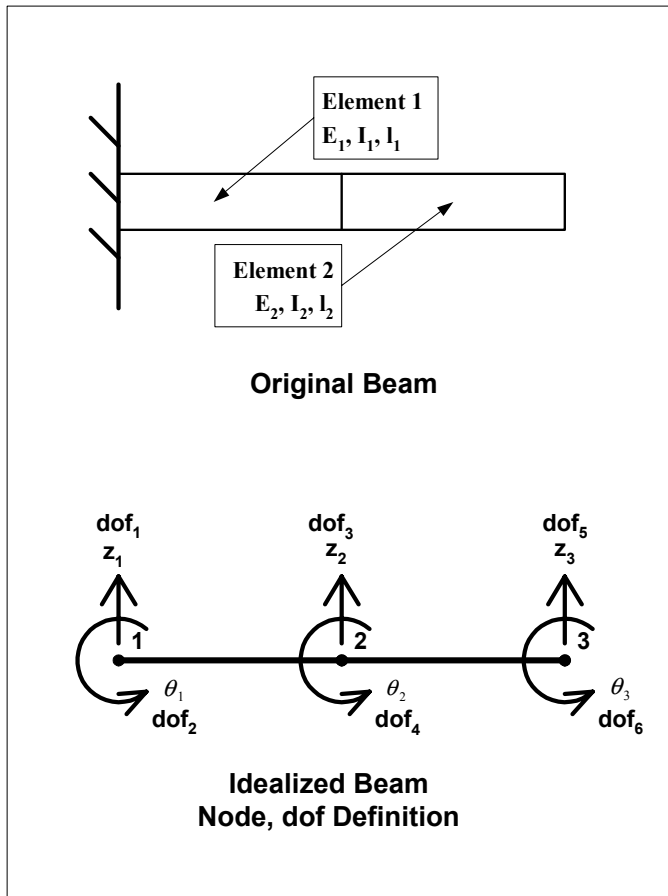 Element 1
E₁, I₁, l₁
Element 2
E₂, I₂, l₂
Original Beam
dof₁ dof₃ dof₅
z₁ z₂ z₃
1 2 3
θ₁ θ₂ θ₃
dof₂ dof₄ dof₆
Idealized Beam
Node, dof Definition